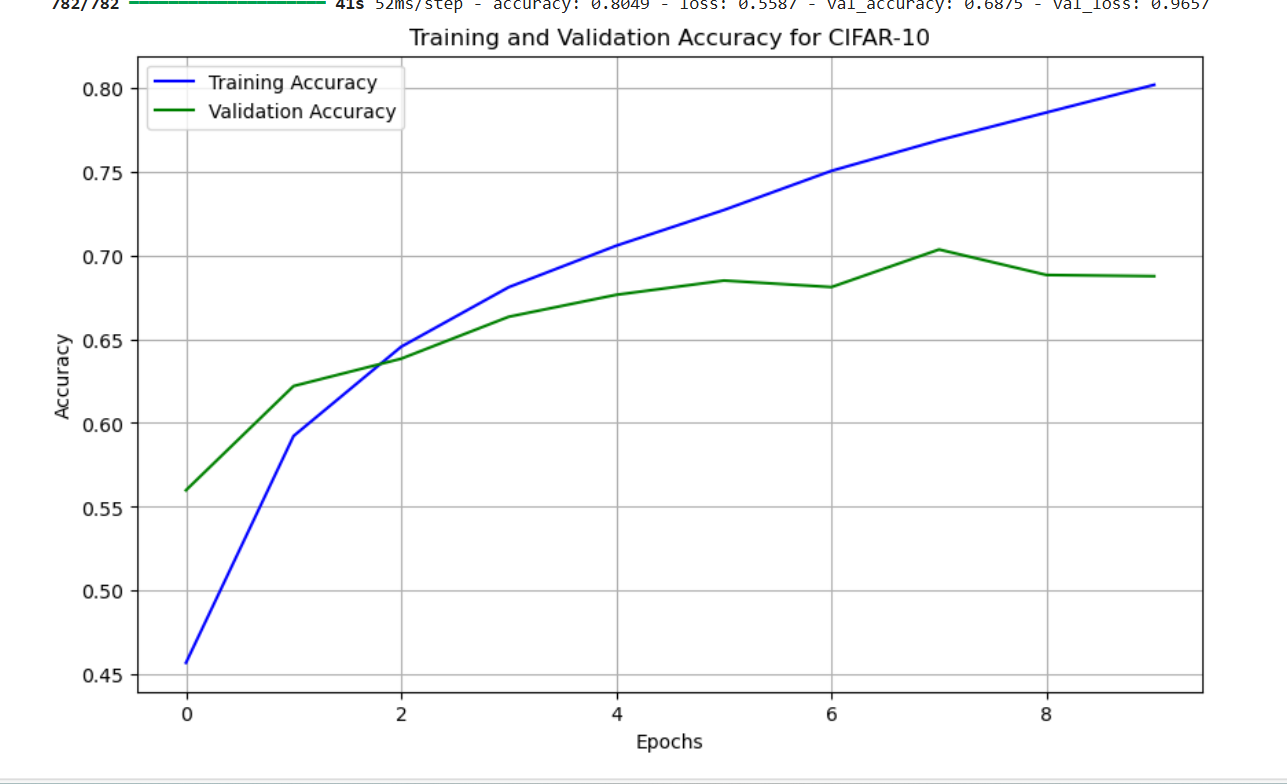 782/782 ━━━━━━━━━━━━━━━━━━━━ 41s 52ms/step - accuracy: 0.8049 - loss: 0.5587 - val_accuracy: 0.6875 - val_loss: 0.9657
Training and Validation Accuracy for CIFAR-10
Training Accuracy
Validation Accuracy
0.80
0.75
0.70
0.65
0.60
0.55
0.50
0.45
Accuracy
0 2 4 6 8
Epochs